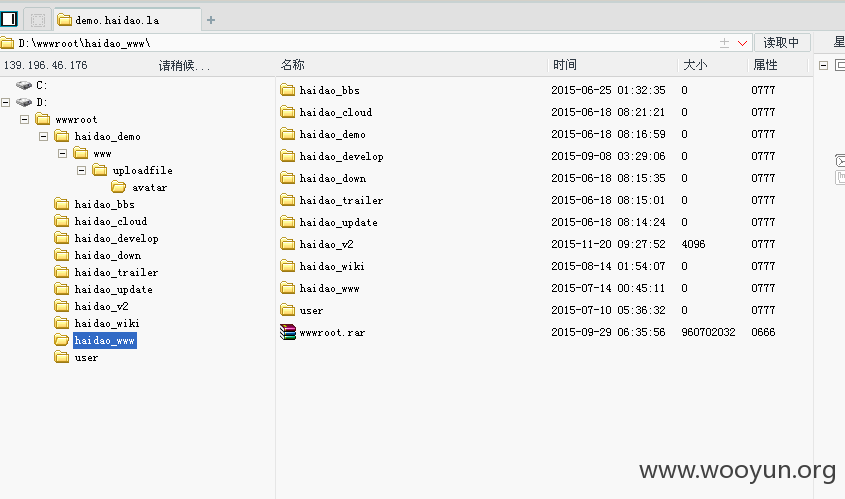 demo.haidao.la
D:\wwwroot\haidao_www\ 读取中 星
139.196.46.176 请稍候... 名称 时间 大小 属性
C:
D:
wwwroot
haidao_demo
www
uploadfile
avatar
haidao_bbs
haidao_cloud
haidao_develop
haidao_down
haidao_trailer
haidao_update
haidao_v2
haidao_wiki
haidao_www
user
haidao_bbs 2015-06-25 01:32:35 0 0777
haidao_cloud 2015-06-18 08:21:21 0 0777
haidao_demo 2015-06-18 08:16:59 0 0777
haidao_develop 2015-09-08 03:29:06 0 0777
haidao_down 2015-06-18 08:15:35 0 0777
haidao_trailer 2015-06-18 08:15:01 0 0777
haidao_update 2015-06-18 08:14:24 0 0777
haidao_v2 2015-11-20 09:27:52 4096 0777
haidao_wiki 2015-08-14 01:54:07 0 0777
haidao_www 2015-07-14 00:45:11 0 0777
user 2015-07-10 05:36:32 0 0777
wwwroot.rar 2015-09-29 06:35:56 960702032 0666
www.wooyun.org